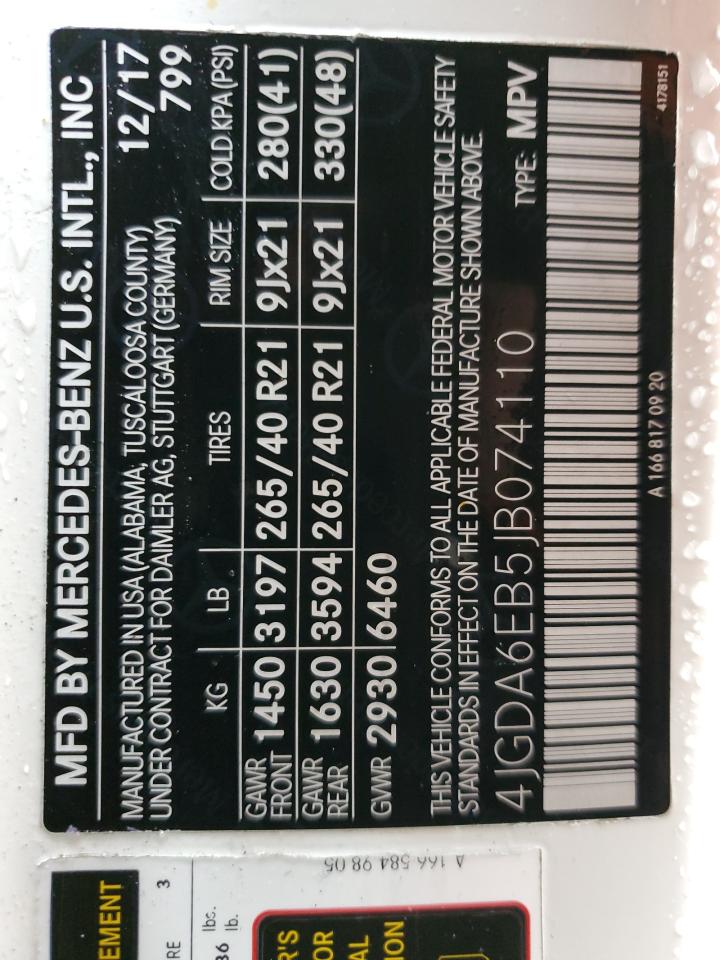 MFD BY MERCEDES-BENZ U.S. INTL., INC
MANUFACTURED IN USA (ALABAMA, TUSCALOOSA COUNTY) 12/17
UNDER CONTRACT FOR DAIMLER AG, STUTTGART (GERMANY) 799
KG LB TIRES RIM SIZE COLD KPA (PSI)
GAWR FRONT 1450 3197 265/40 R21 9Jx21 280(41)
GAWR REAR 1630 3594 265/40 R21 9Jx21 330(48)
GVWR 2930 6460
THIS VEHICLE CONFORMS TO ALL APPLICABLE FEDERAL MOTOR VEHICLE SAFETY
STANDARDS IN EFFECT ON THE DATE OF MANUFACTURE SHOWN ABOVE.
4JGDA6EB5JB074110 TYPE: MPV
A 166 817 09 20 4178151
A 166 584 98 05
EMENT
3
RE
lbs.
36 lb.
R'S
OR
AL
ION